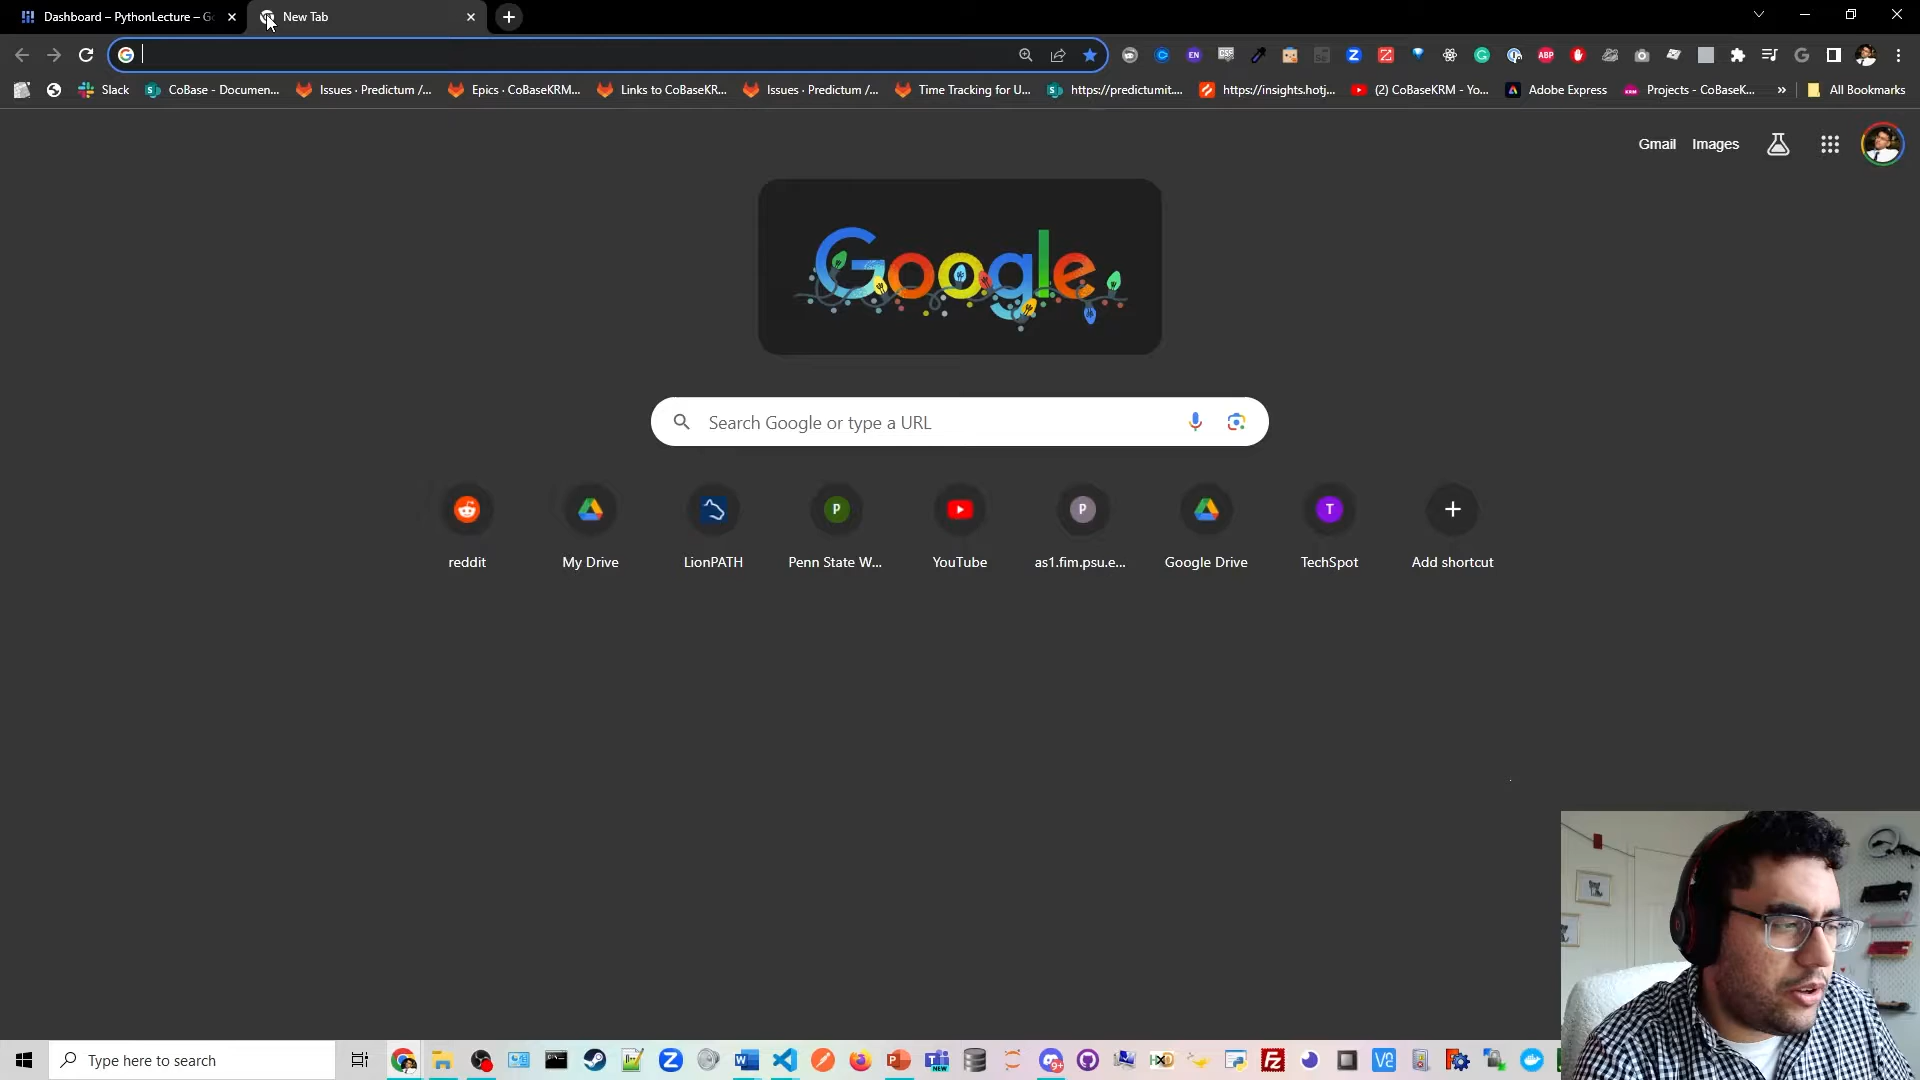 Dashboard – PythonLecture – Go
New Tab
Slack
CoBase - Documen...
Issues · Predictum /...
Epics · CoBaseKRM...
Links to CoBaseKR...
Issues · Predictum /...
Time Tracking for U...
https://predictumit....
https://insights.hotj...
(2) CoBaseKRM - Yo...
Adobe Express
Projects - CoBaseK...
»
All Bookmarks
Gmail
Images
Google
Search Google or type a URL
reddit
My Drive
LionPATH
Penn State W...
YouTube
as1.fim.psu.e...
Google Drive
TechSpot
Add shortcut
Type here to search